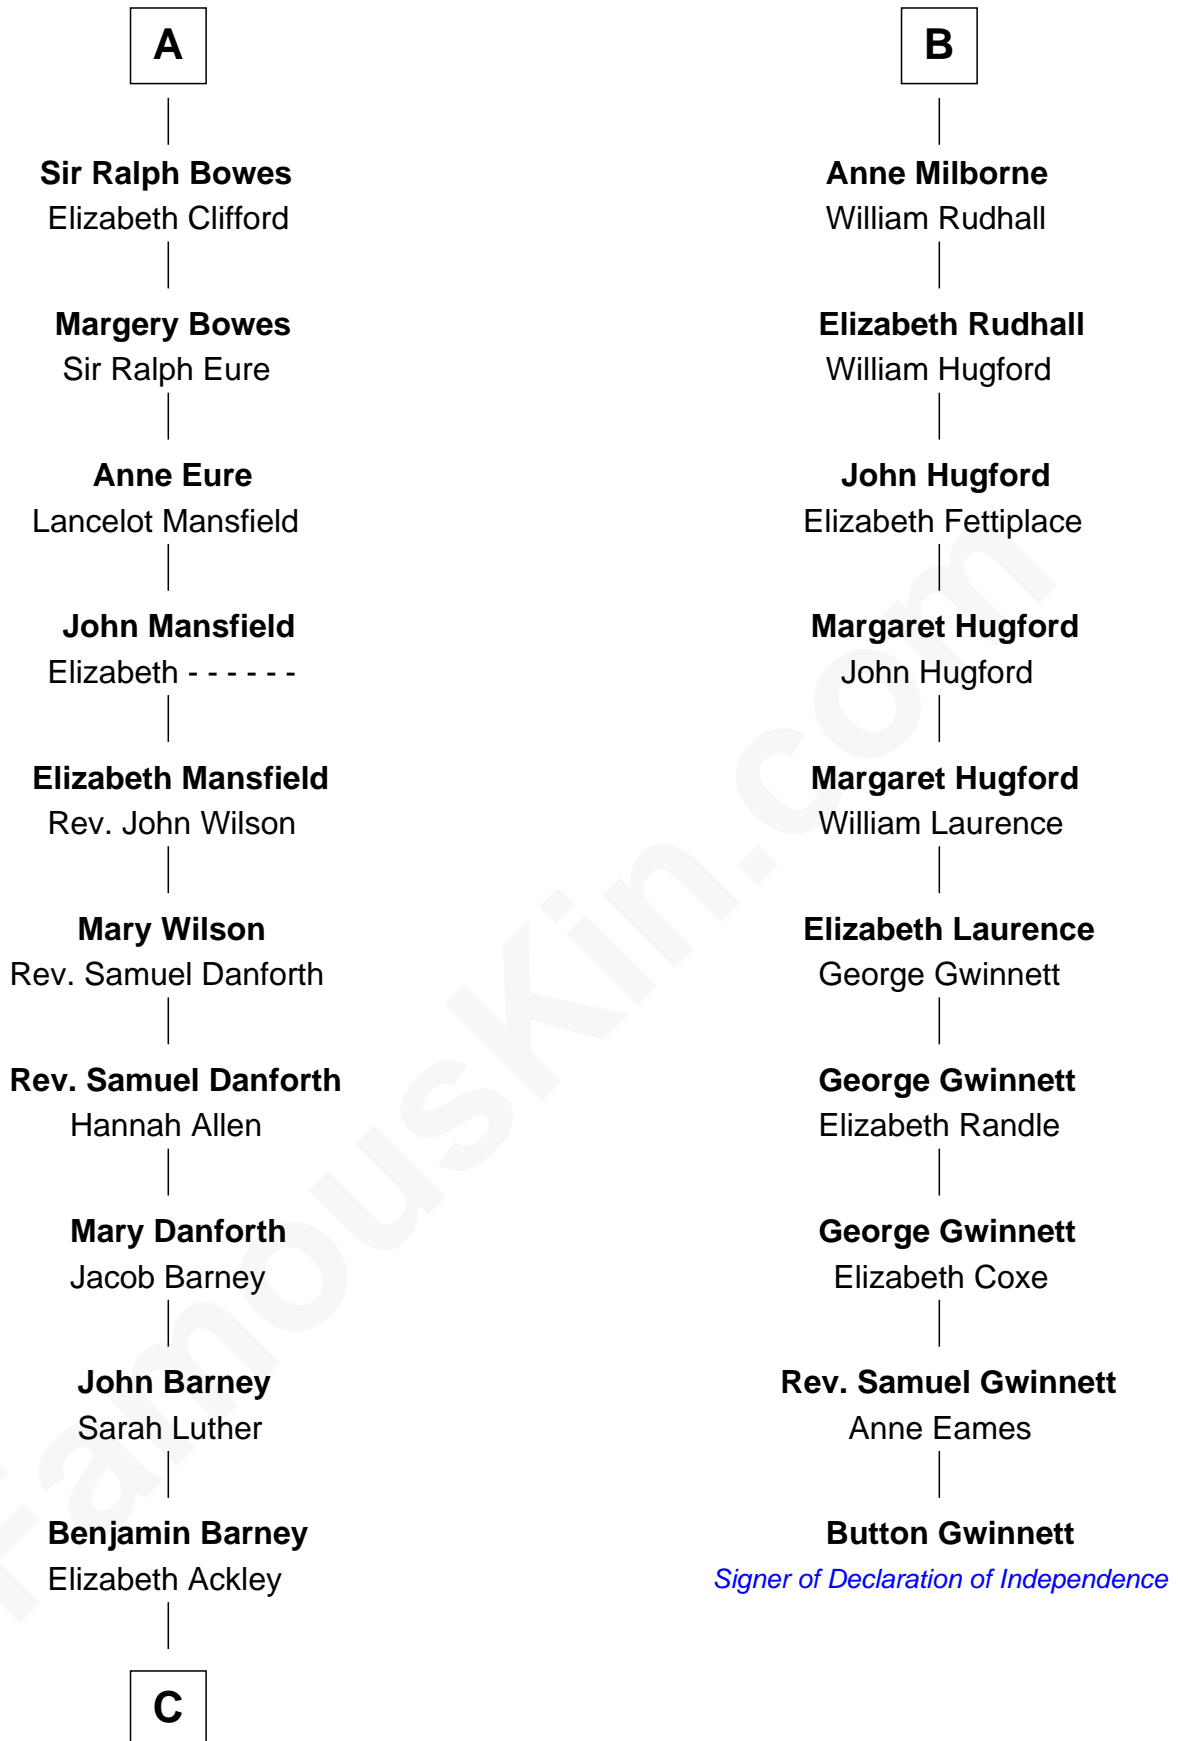 A
Sir Ralph Bowes
Elizabeth Clifford
Margery Bowes
Sir Ralph Eure
Anne Eure
Lancelot Mansfield
John Mansfield
Elizabeth - - - - - -
Elizabeth Mansfield
Rev. John Wilson
Mary Wilson
Rev. Samuel Danforth
Rev. Samuel Danforth
Hannah Allen
Mary Danforth
Jacob Barney
John Barney
Sarah Luther
Benjamin Barney
Elizabeth Ackley
C
B
Anne Milborne
William Rudhall
Elizabeth Rudhall
William Hugford
John Hugford
Elizabeth Fettiplace
Margaret Hugford
John Hugford
Margaret Hugford
William Laurence
Elizabeth Laurence
George Gwinnett
George Gwinnett
Elizabeth Randle
George Gwinnett
Elizabeth Coxe
Rev. Samuel Gwinnett
Anne Eames
Button Gwinnett
Signer of Declaration of Independence
FamousKin.com